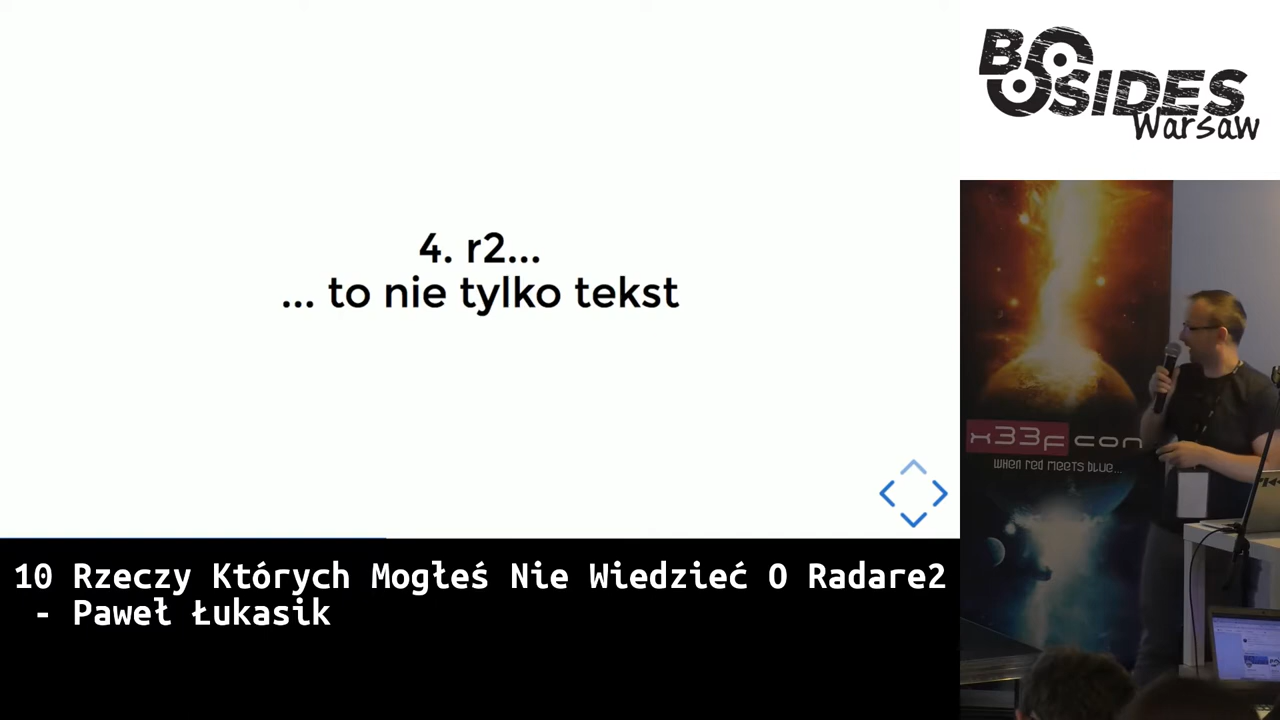 4. r2...
... to nie tylko tekst
10 Rzeczy Których Mogłeś Nie Wiedzieć O Radare2
- Paweł Łukasik
BSIDES
Warsaw
x33fcon
when red meets blue...